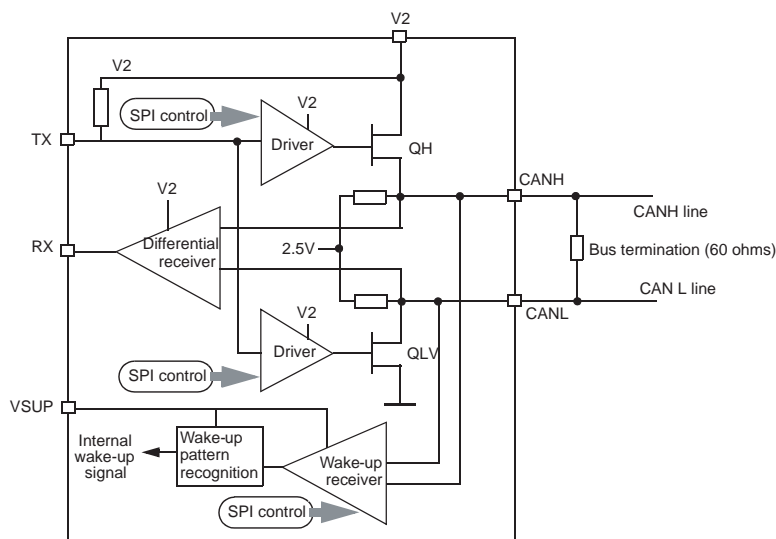 V2
V2
SPI control
V2
TX
Driver
QH
CANH
V2
CANH line
RX
Differential
receiver
2.5V
Bus termination (60 ohms)
CAN L line
V2
CANL
Driver
QLV
SPI control
VSUP
Internal
wake-up
signal
Wake-up
pattern
recognition
Wake-up
receiver
SPI control